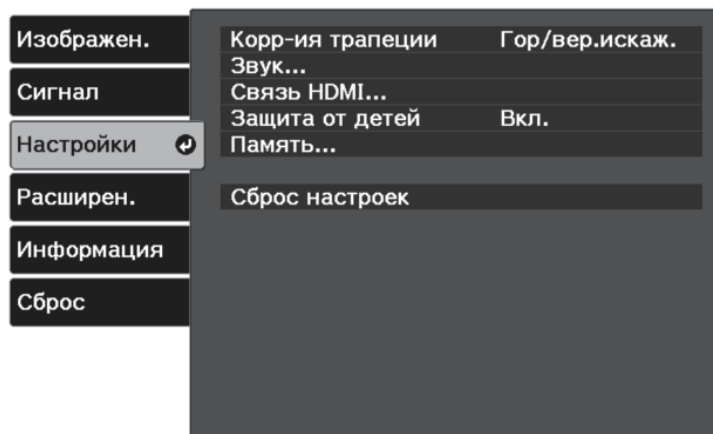 Изображен.
Сигнал
Настройки
Расширен.
Информация
Сброс
Корр-ия трапеции Гор/вер.искаж.
Звук...
Связь HDMI...
Защита от детей Вкл.
Память...
Сброс настроек